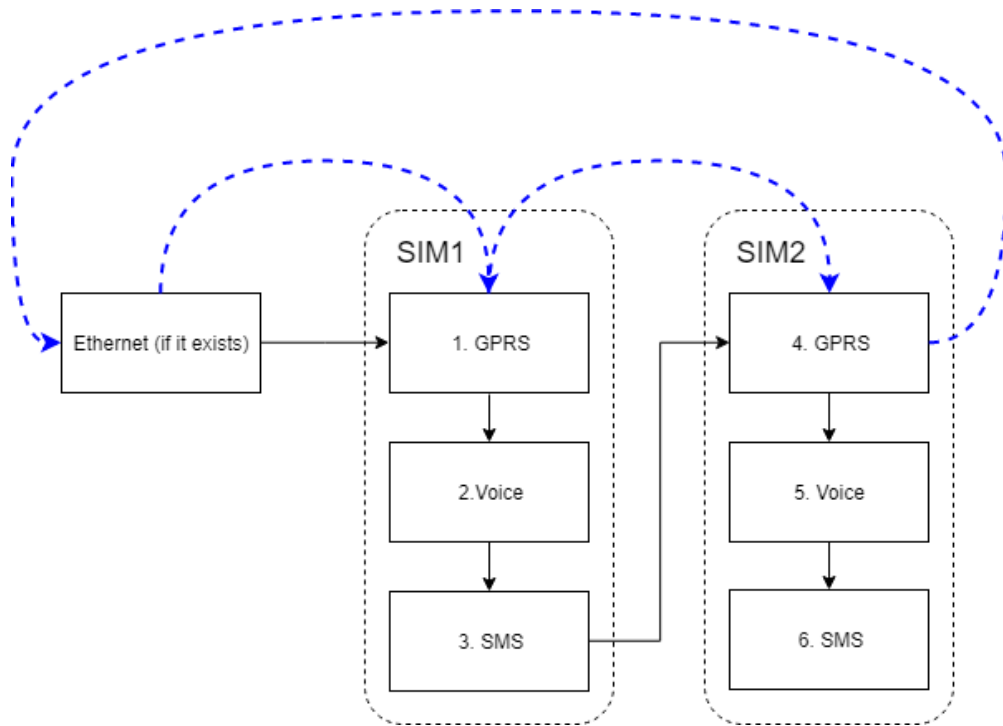 SIM1
SIM2
Ethernet (if it exists)
1. GPRS
4. GPRS
2.Voice
5. Voice
3. SMS
6. SMS